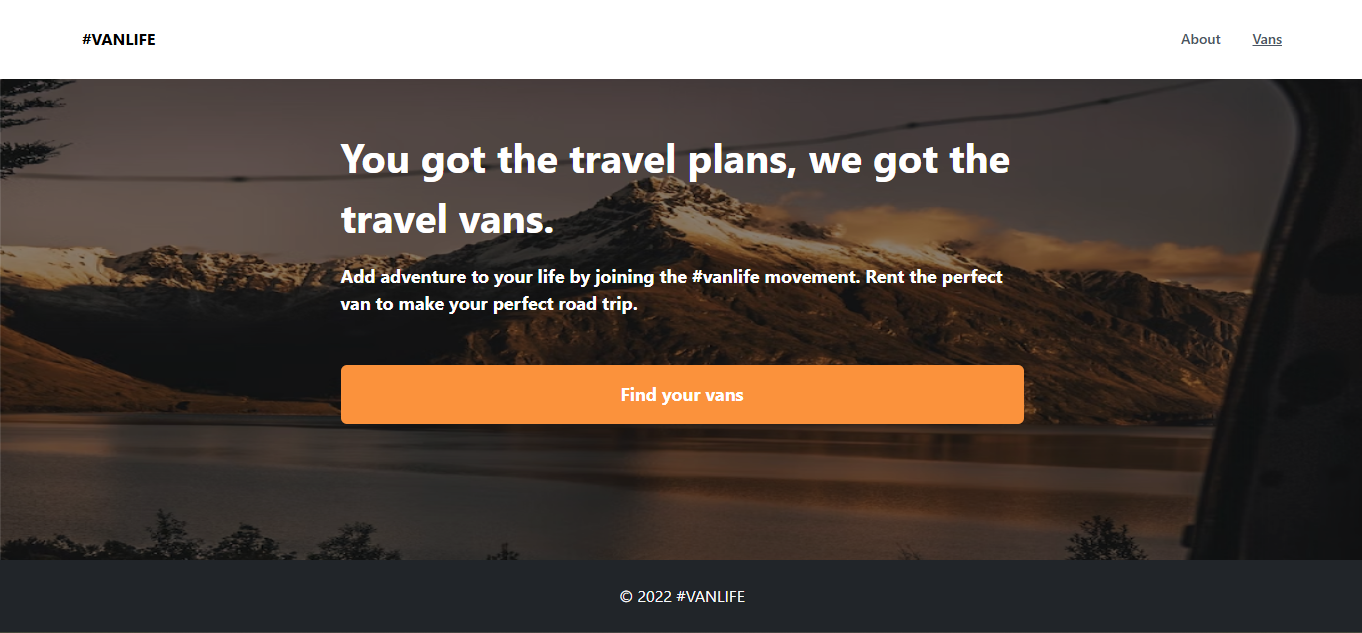 #VANLIFE
About
Vans
You got the travel plans, we got the
travel vans.
Add adventure to your life by joining the #vanlife movement. Rent the perfect
van to make your perfect road trip.
Find your vans
© 2022 #VANLIFE